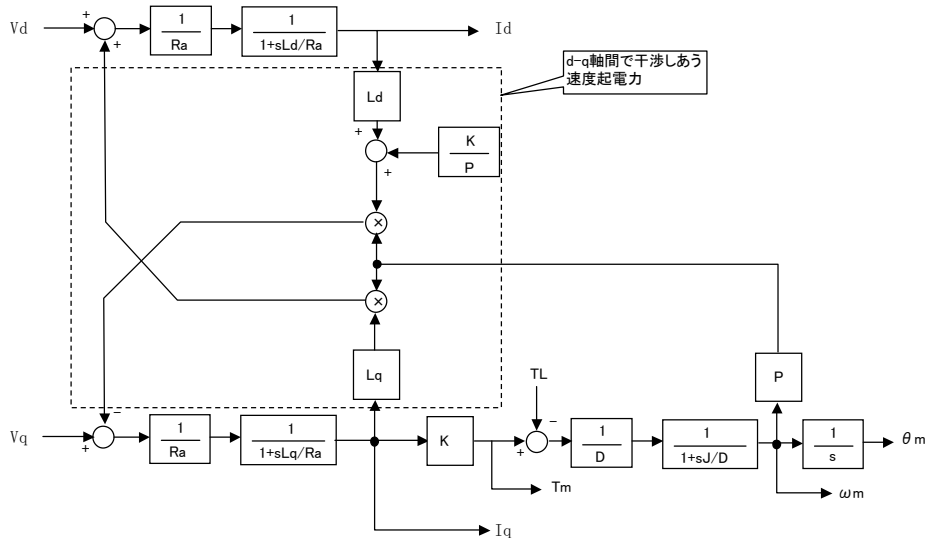 Vd
+
+
1
Ra
1
1+sLd/Ra
Id
d-q軸間で干渉しあう
速度起電力
Ld
+
+
K
P
×
×
Lq
P
TL
Vq
−
+
1
Ra
1
1+sLq/Ra
K
+
−
1
D
1
1+sJ/D
1
s
θm
Tm
ωm
Iq